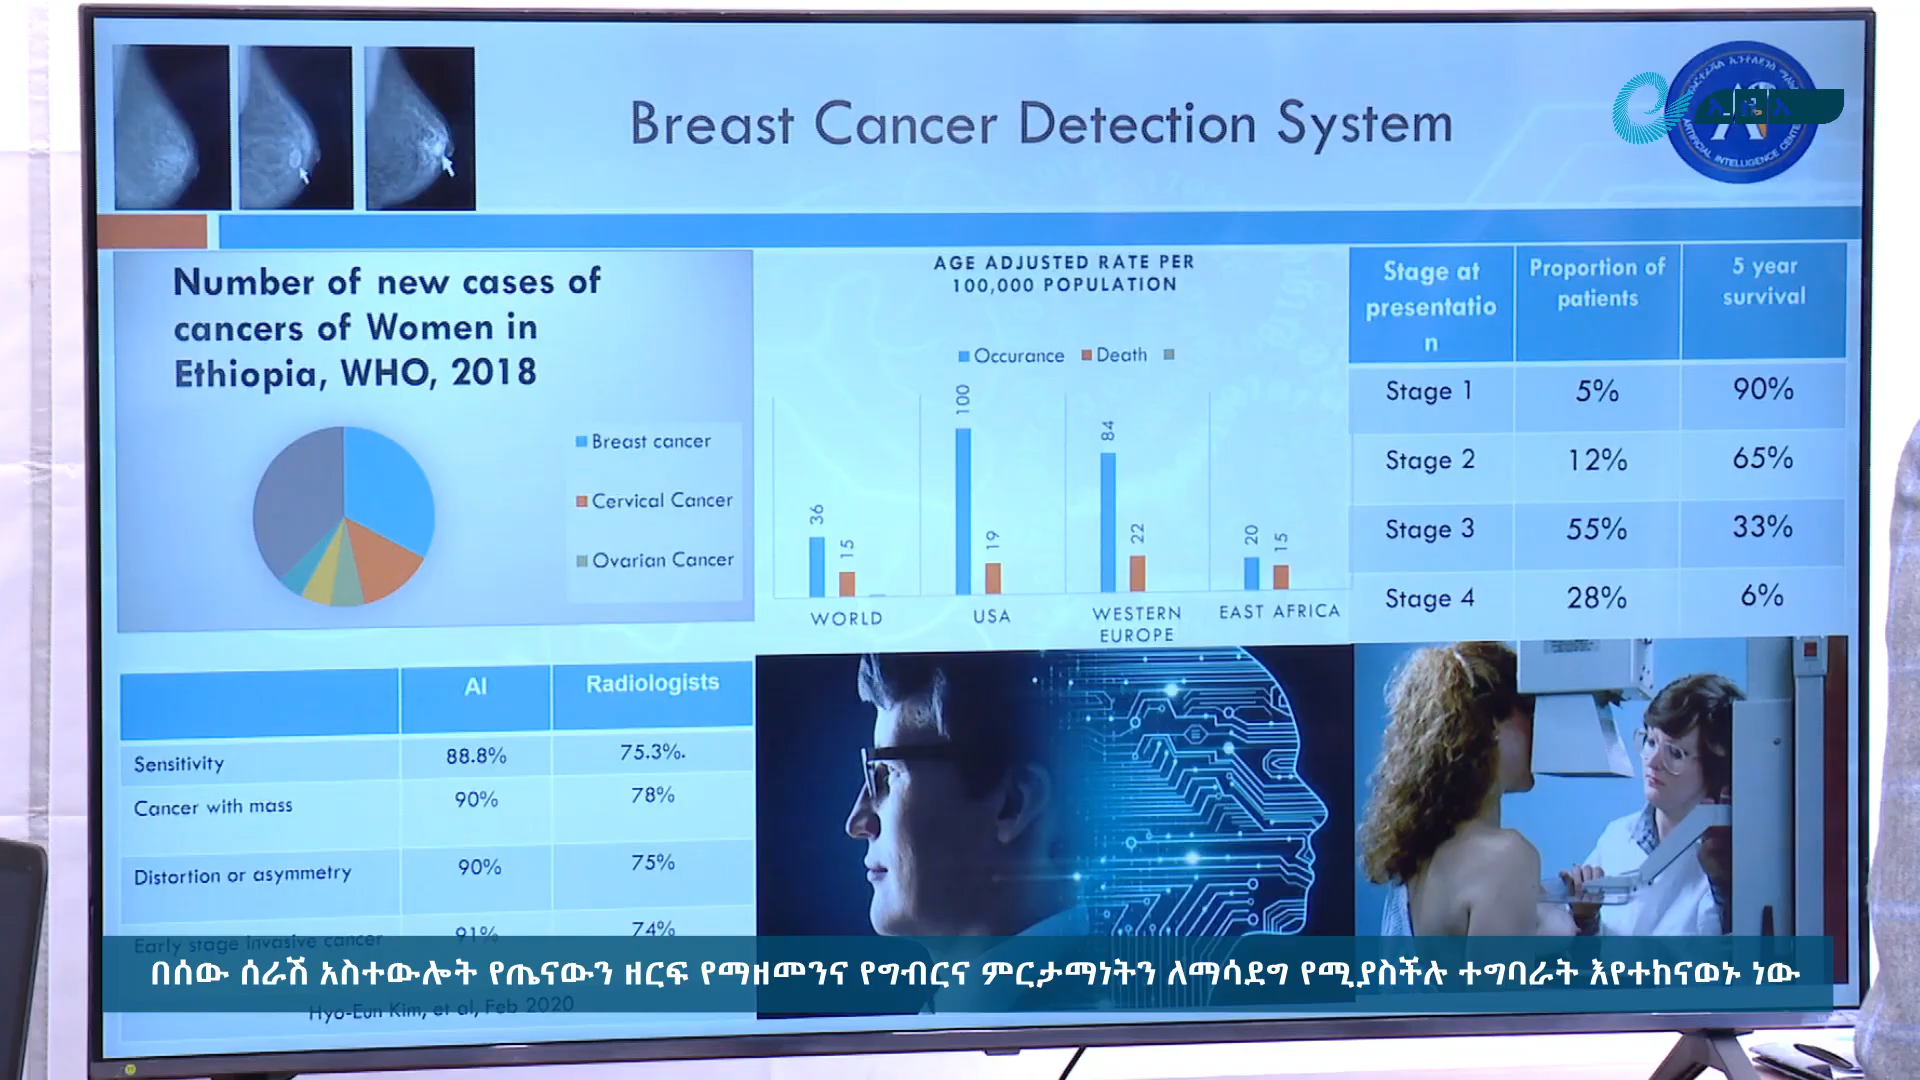 Breast Cancer Detection System
ኢዜአ
ARTIFICIAL INTELLIGENCE
Number of new cases of
cancers of Women in
Ethiopia, WHO, 2018
Breast cancer
Cervical Cancer
Ovarian Cancer
AGE ADJUSTED RATE PER
100,000 POPULATION
Occurance Death
36 15 100 19 84 22 20 15
WORLD USA WESTERN EAST AFRICA
EUROPE
Stage at Proportion of 5 year
presentatio patients survival
n
Stage 1 5% 90%
Stage 2 12% 65%
Stage 3 55% 33%
Stage 4 28% 6%
AI Radiologists
Sensitivity 88.8% 75.3%.
Cancer with mass 90% 78%
Distortion or asymmetry 90% 75%
Early stage invasive cancer 91% 74%
በሰው ሰራሽ አስተውሎት የጤናውን ዘርፍ የማዘመንና የግብርና ምርታማነትን ለማሳደግ የሚያስችሉ ተግባራት እየተከናወኑ ነው
Hyo-Eun Kim, et al, Feb 2020